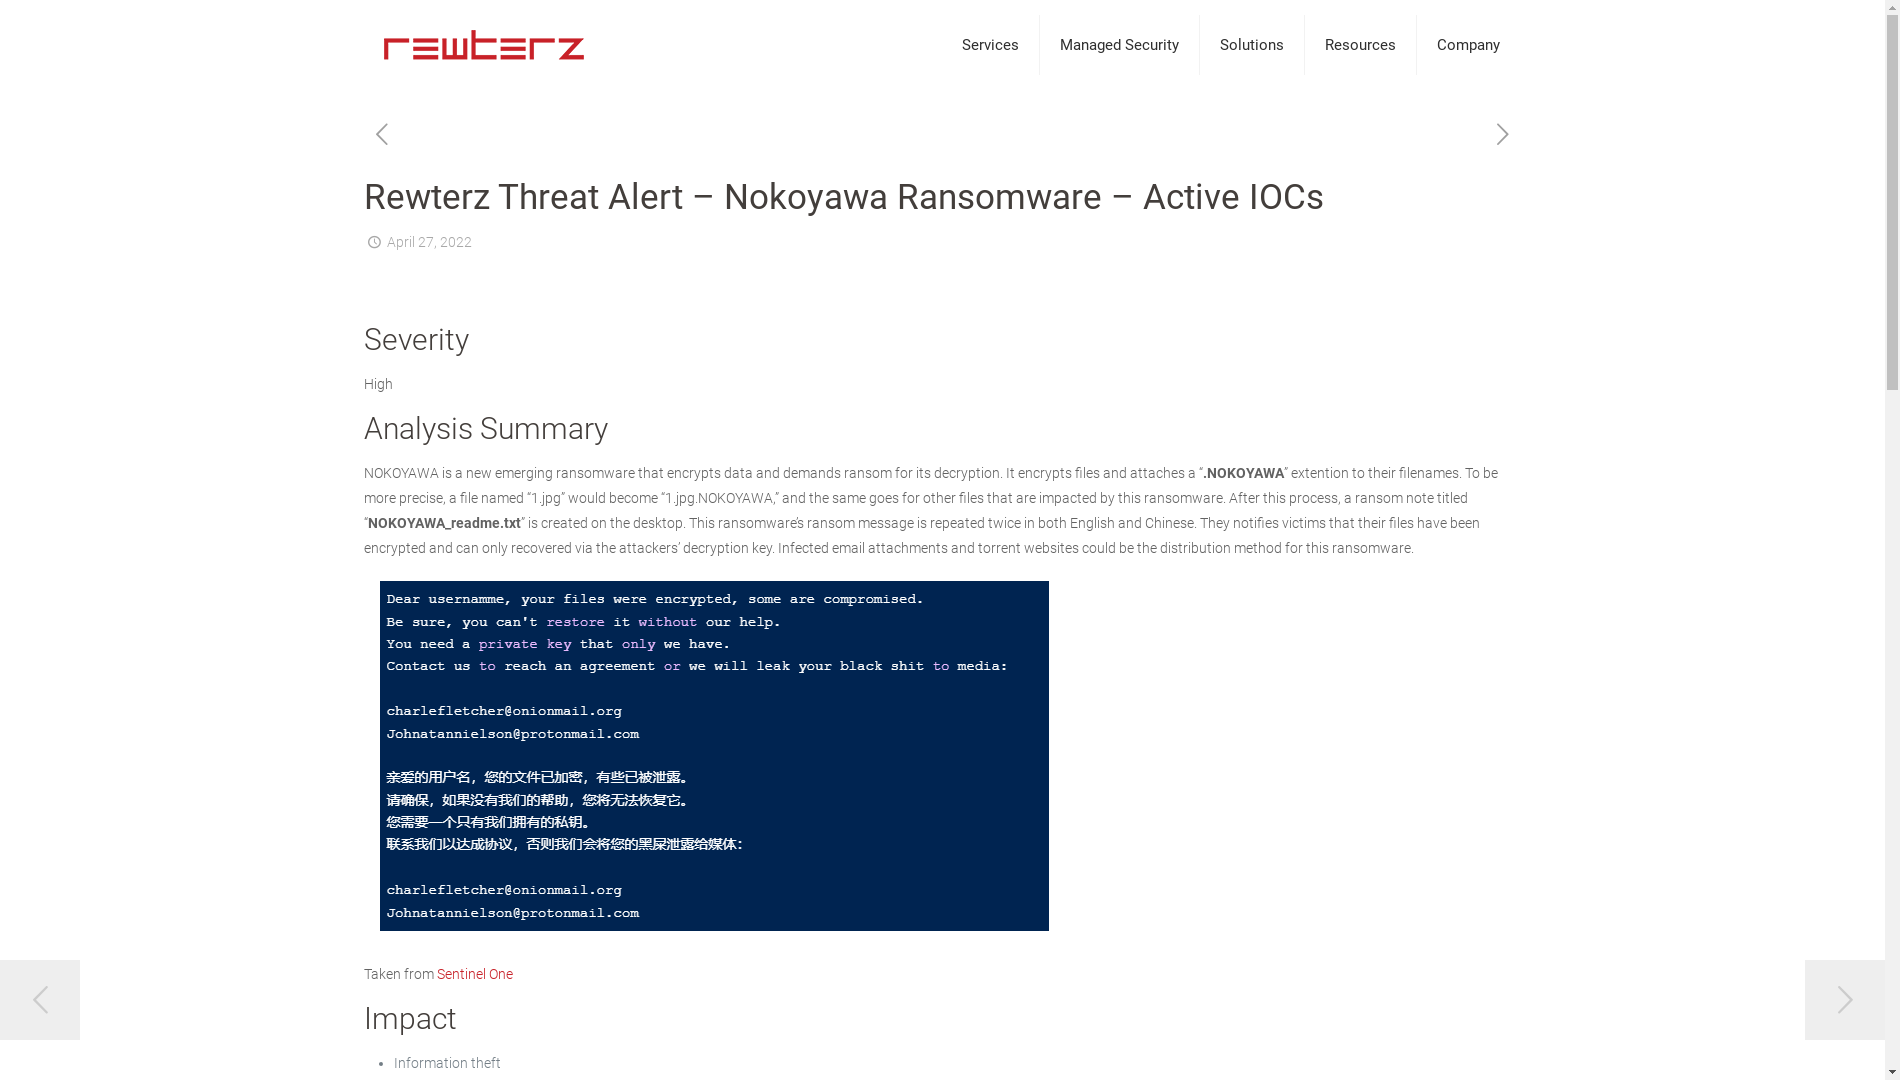 rewterz
Services
Managed Security
Solutions
Resources
Company
Rewterz Threat Alert – Nokoyawa Ransomware – Active IOCs
April 27, 2022
Severity
High
Analysis Summary
NOKOYAWA is a new emerging ransomware that encrypts data and demands ransom for its decryption. It encrypts files and attaches a “.NOKOYAWA” extention to their filenames. To be
more precise, a file named “1.jpg” would become “1.jpg.NOKOYAWA,” and the same goes for other files that are impacted by this ransomware. After this process, a ransom note titled
“NOKOYAWA_readme.txt” is created on the desktop. This ransomware’s ransom message is repeated twice in both English and Chinese. They notifies victims that their files have been
encrypted and can only recovered via the attackers’ decryption key. Infected email attachments and torrent websites could be the distribution method for this ransomware.
Dear usernamme, your files were encrypted, some are compromised.
Be sure, you can't restore it without our help.
You need a private key that only we have.
Contact us to reach an agreement or we will leak your black shit to media:
charlefletcher@onionmail.org
Johnatannielson@protonmail.com
亲爱的用户名，您的文件已加密，有些已被泄露。
请确保，如果没有我们的帮助，您将无法恢复它。
您需要一个只有我们拥有的私钥。
联系我们以达成协议，否则我们会将您的黑屎泄露给媒体：
charlefletcher@onionmail.org
Johnatannielson@protonmail.com
Taken from Sentinel One
Impact
• Information theft